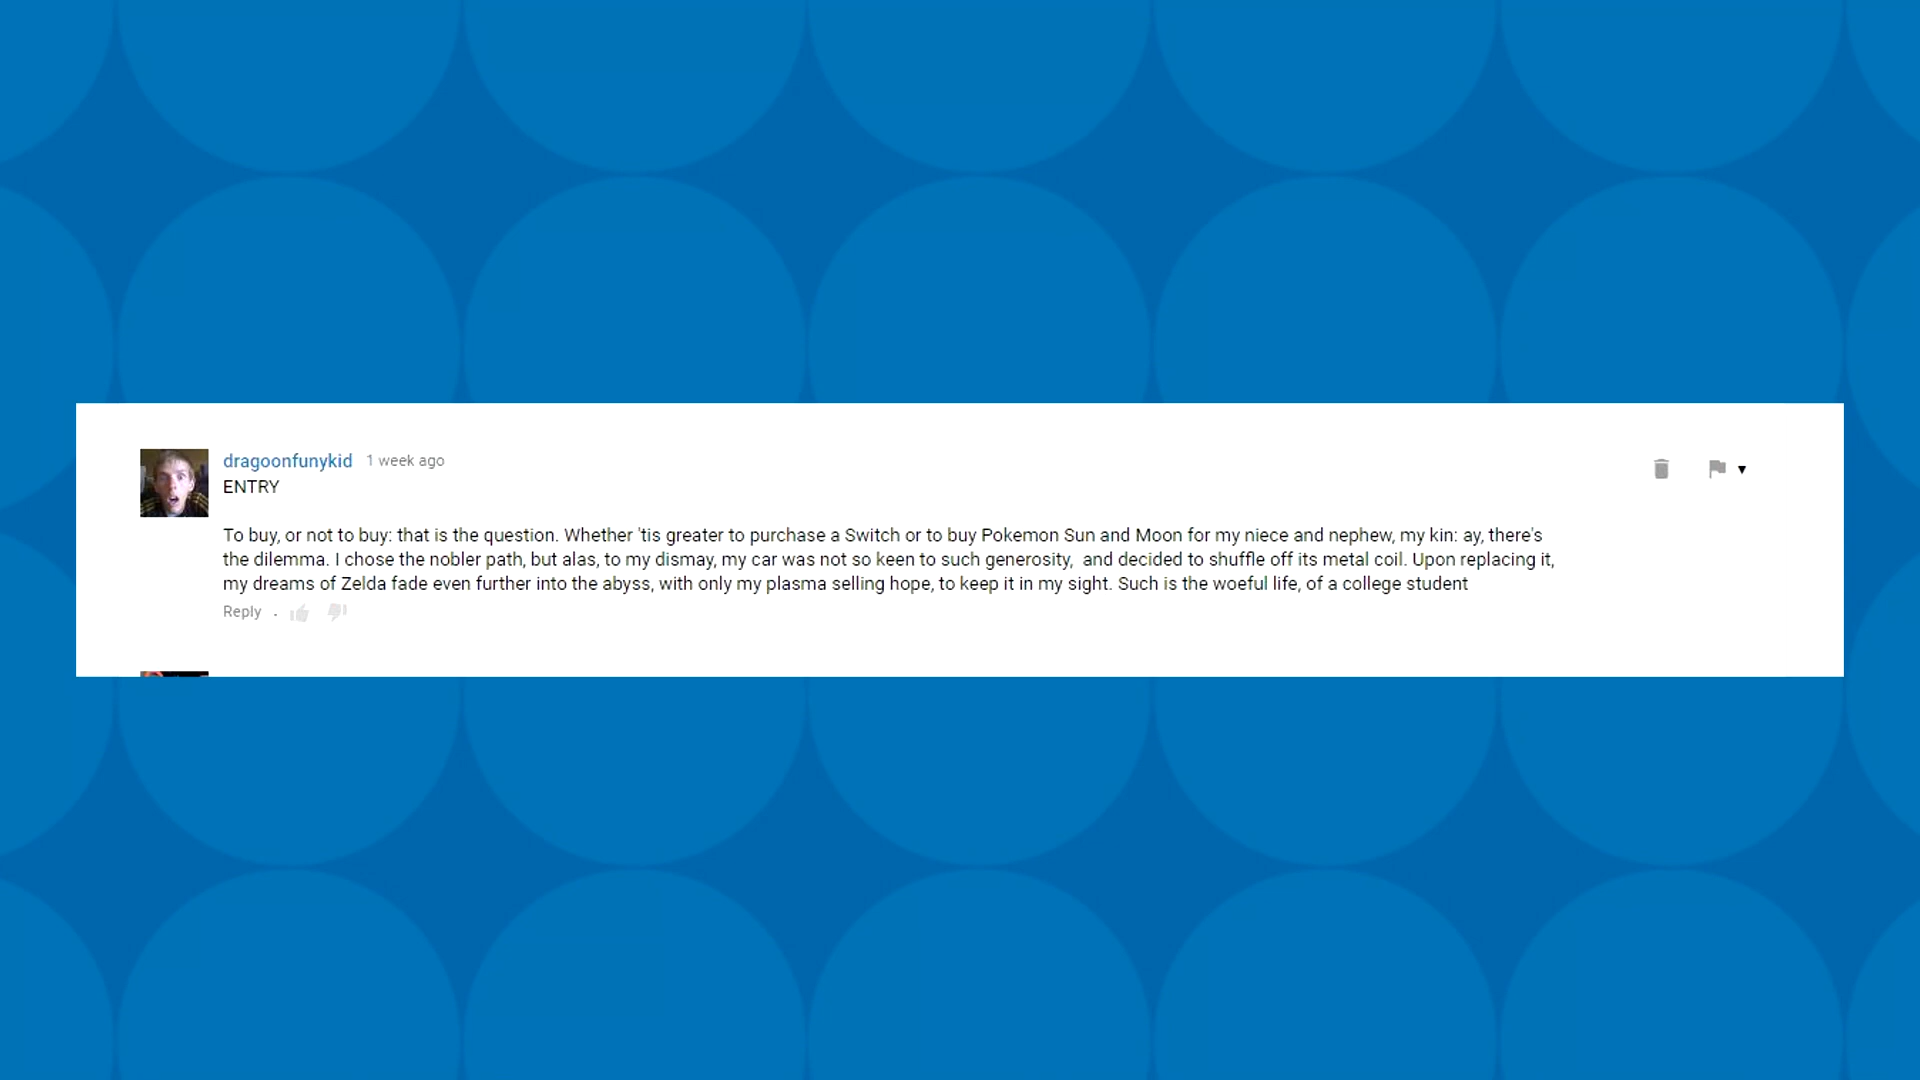 dragoonfunykid 1 week ago
ENTRY
To buy, or not to buy: that is the question. Whether 'tis greater to purchase a Switch or to buy Pokemon Sun and Moon for my niece and nephew, my kin: ay, there's
the dilemma. I chose the nobler path, but alas, to my dismay, my car was not so keen to such generosity,  and decided to shuffle off its metal coil. Upon replacing it,
my dreams of Zelda fade even further into the abyss, with only my plasma selling hope, to keep it in my sight. Such is the woeful life, of a college student
Reply .